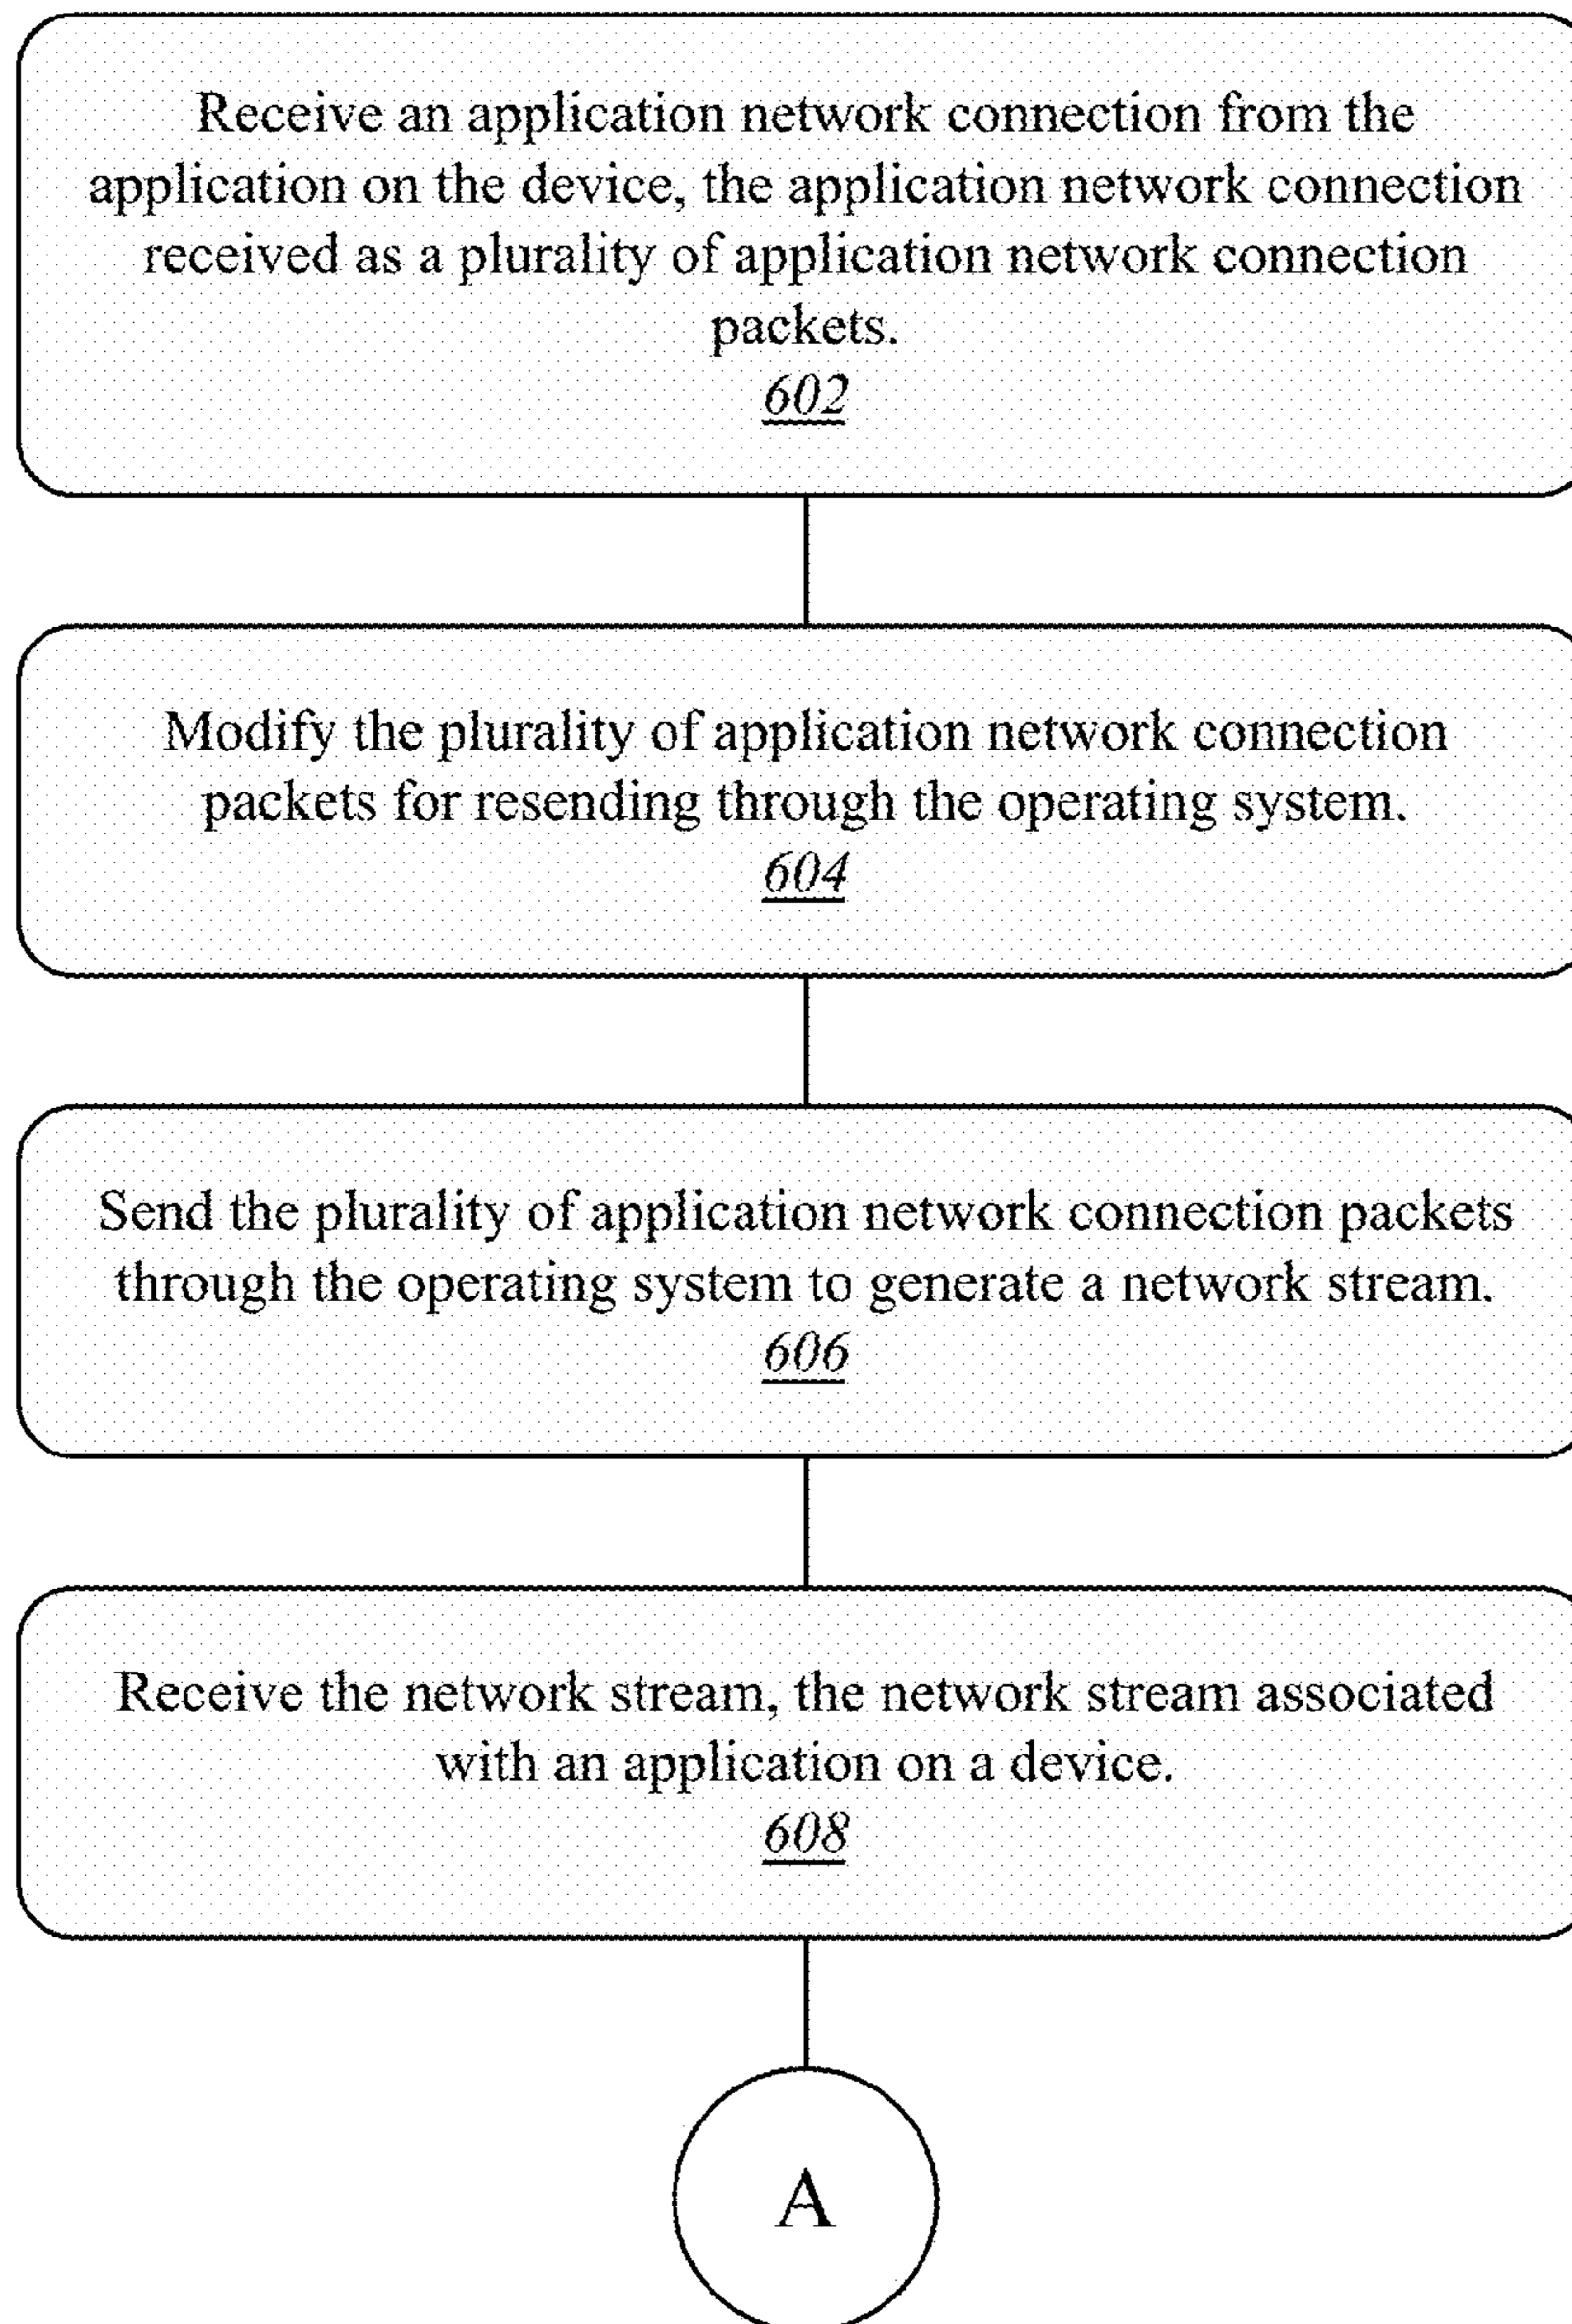 Receive an application network connection from the
application on the device, the application network connection
received as a plurality of application network connection
packets.
602
Modify the plurality of application network connection
packets for resending through the operating system.
604
Send the plurality of application network connection packets
through the operating system to generate a network stream.
606
Receive the network stream, the network stream associated
with an application on a device.
608
A